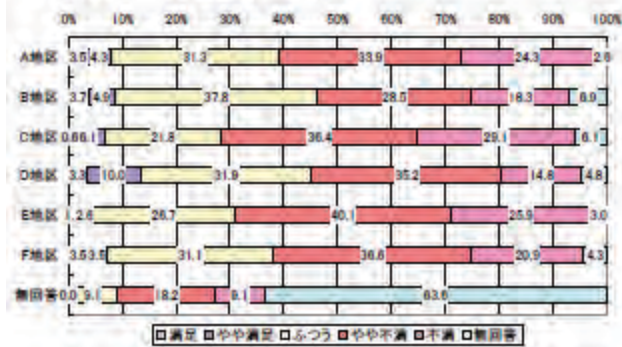 0% 10% 20% 30% 40% 50% 60% 70% 80% 90% 100%
A地区 3.5 4.3 31.3 33.9 24.3 2.6
B地区 3.7 4.9 37.8 28.5 18.3 6.9
C地区 0.6 6.1 21.8 36.4 29.1 6.1
D地区 3.3 10.0 31.9 35.2 14.8 4.8
E地区 2.6 26.7 40.1 25.9 3.0
F地区 3.5 3.5 31.1 36.6 20.9 4.3
無回答 0.0 9.1 18.2 9.1 63.6
満足 やや満足 ふつう やや不満 不満 無回答